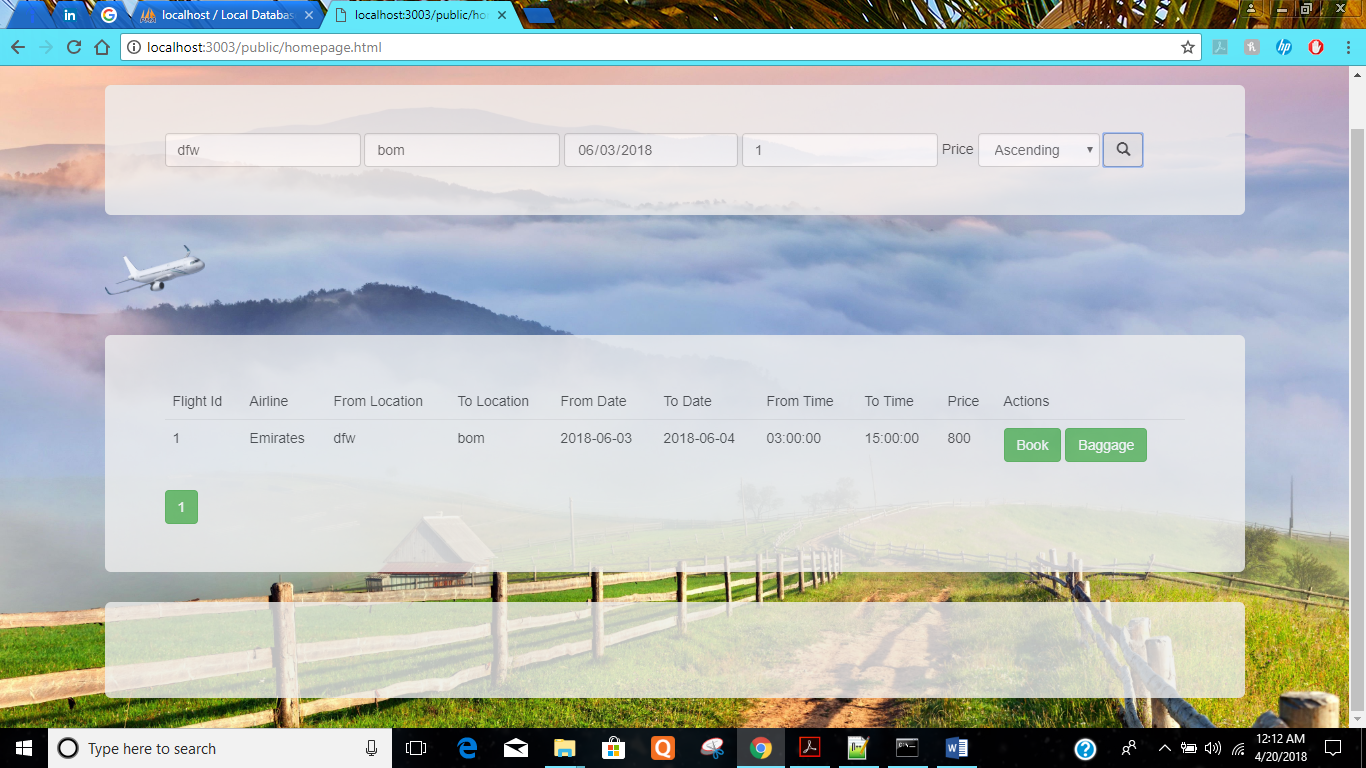 in G localhost / Local Databas × localhost:3003/public/ho ×
localhost:3003/public/homepage.html
hp
dfw bom 06/03/2018 1 Price Ascending
Flight Id Airline From Location To Location From Date To Date From Time To Time Price Actions
1 Emirates dfw bom 2018-06-03 2018-06-04 03:00:00 15:00:00 800 Book Baggage
1
Type here to search
12:12 AM
4/20/2018